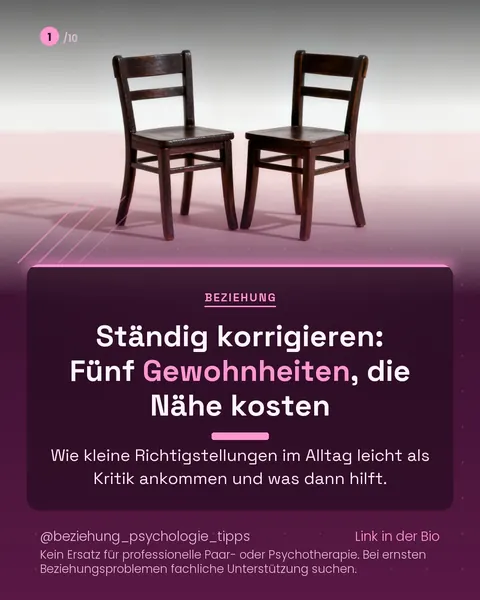 1 /10
BEZIEHUNG
Ständig korrigieren:
Fünf Gewohnheiten, die
Nähe kosten
Wie kleine Richtigstellungen im Alltag leicht als
Kritik ankommen und was dann hilft.
@beziehung_psychologie_tipps
Link in der Bio
Kein Ersatz für professionelle Paar- oder Psychotherapie. Bei ernsten
Beziehungsproblemen fachliche Unterstützung suchen.